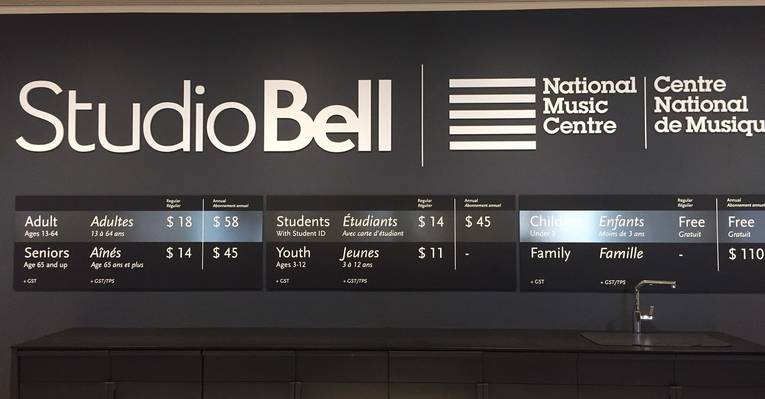 StudioBell
National Music Centre
Centre National de Musiqu
Regular Régulier Annual Abonnement annuel
Adult Adultes $ 18 $ 58
Ages 13-64 13 à 64 ans
Seniors Aînés $ 14 $ 45
Age 65 and up Age 65 ans et plus
+ GST + GST/TPS
Regular Régulier Annual Abonnement annuel
Students Étudiants $ 14 $ 45
With Student ID Avec carte d'étudiant
Youth Jeunes $ 11 -
Ages 3-12 3 à 12 ans
+ GST + GST/TPS
Regular Régulier Annual Abonnement annuel
Enfants Free Free
Under Moins de 3 ans Gratuit Gratuit
Family Famille - $ 110
+ GST + GST/TPS